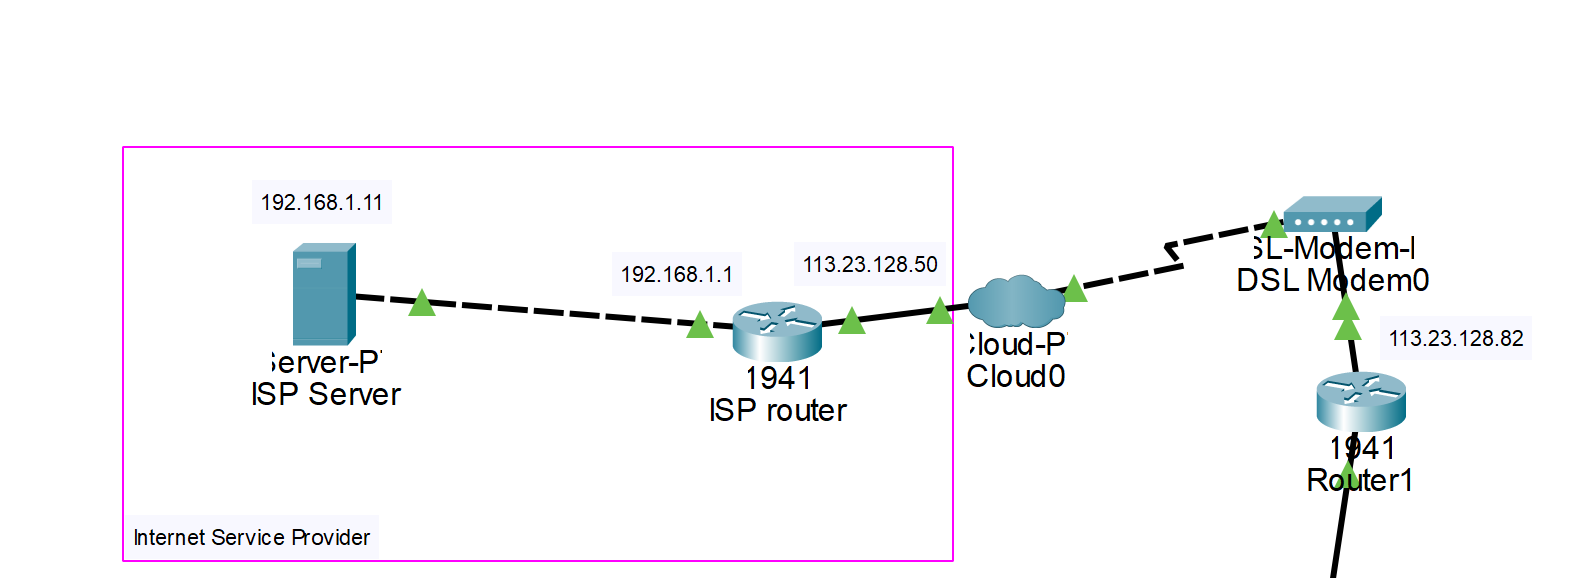 192.168.1.11
192.168.1.1
113.23.128.50
113.23.128.82
ISP Server
1941
ISP router
Cloud0
DSL Modem0
1941
Router1
Internet Service Provider